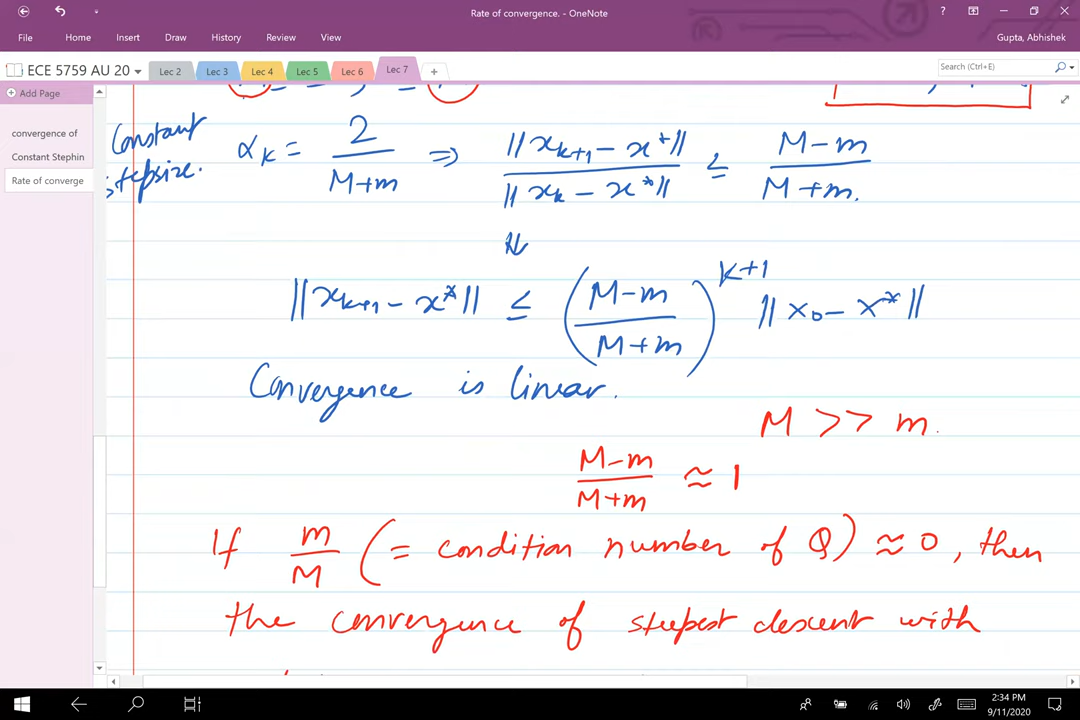 Rate of convergence. - OneNote
File Home Insert Draw History Review View Gupta, Abhishek
ECE 5759 AU 20 Lec 2 Lec 3 Lec 4 Lec 5 Lec 6 Lec 7 Search (Ctrl+E)
Add Page
convergence of
Constant Stephin
Rate of converge
Constant stepsize. α_k = 2/(M+m) ⇒ ||x_{k+1} - x*|| / ||x_k - x*|| ≤ (M-m)/(M+m).
⇓
||x_{k+1} - x*|| ≤ ((M-m)/(M+m))^{k+1} ||x_0 - x*||
Convergence is linear.
M >> m.
(M-m)/(M+m) ≈ 1
If m/M (= condition number of Q) ≈ 0, then
the convergence of steepest descent with
2:34 PM
9/11/2020